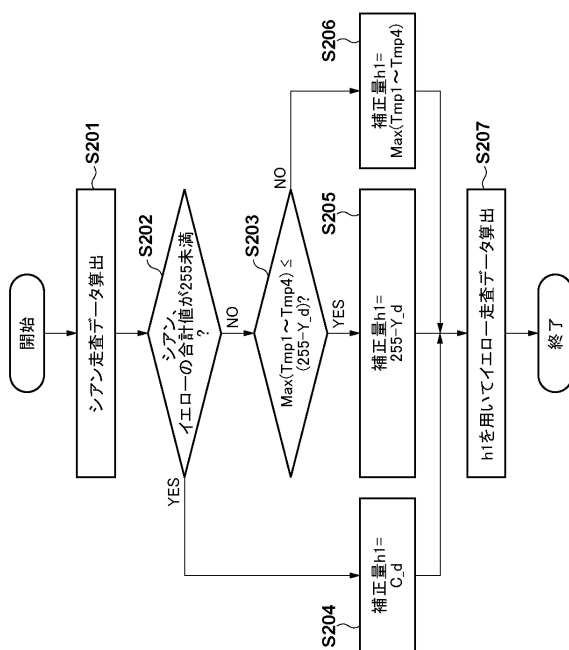 開始
S201
シアン走査データ算出
S202
シアン、
イエローの合計値が255未満
?
YES
NO
S203
Max(Tmp1~Tmp4) ≤
(255-Y_d)?
NO
YES
S204
補正量h1=
C_d
S205
補正量h1=
255-Y_d
S206
補正量h1=
Max(Tmp1~Tmp4)
S207
h1を用いてイエロー走査データ算出
終了